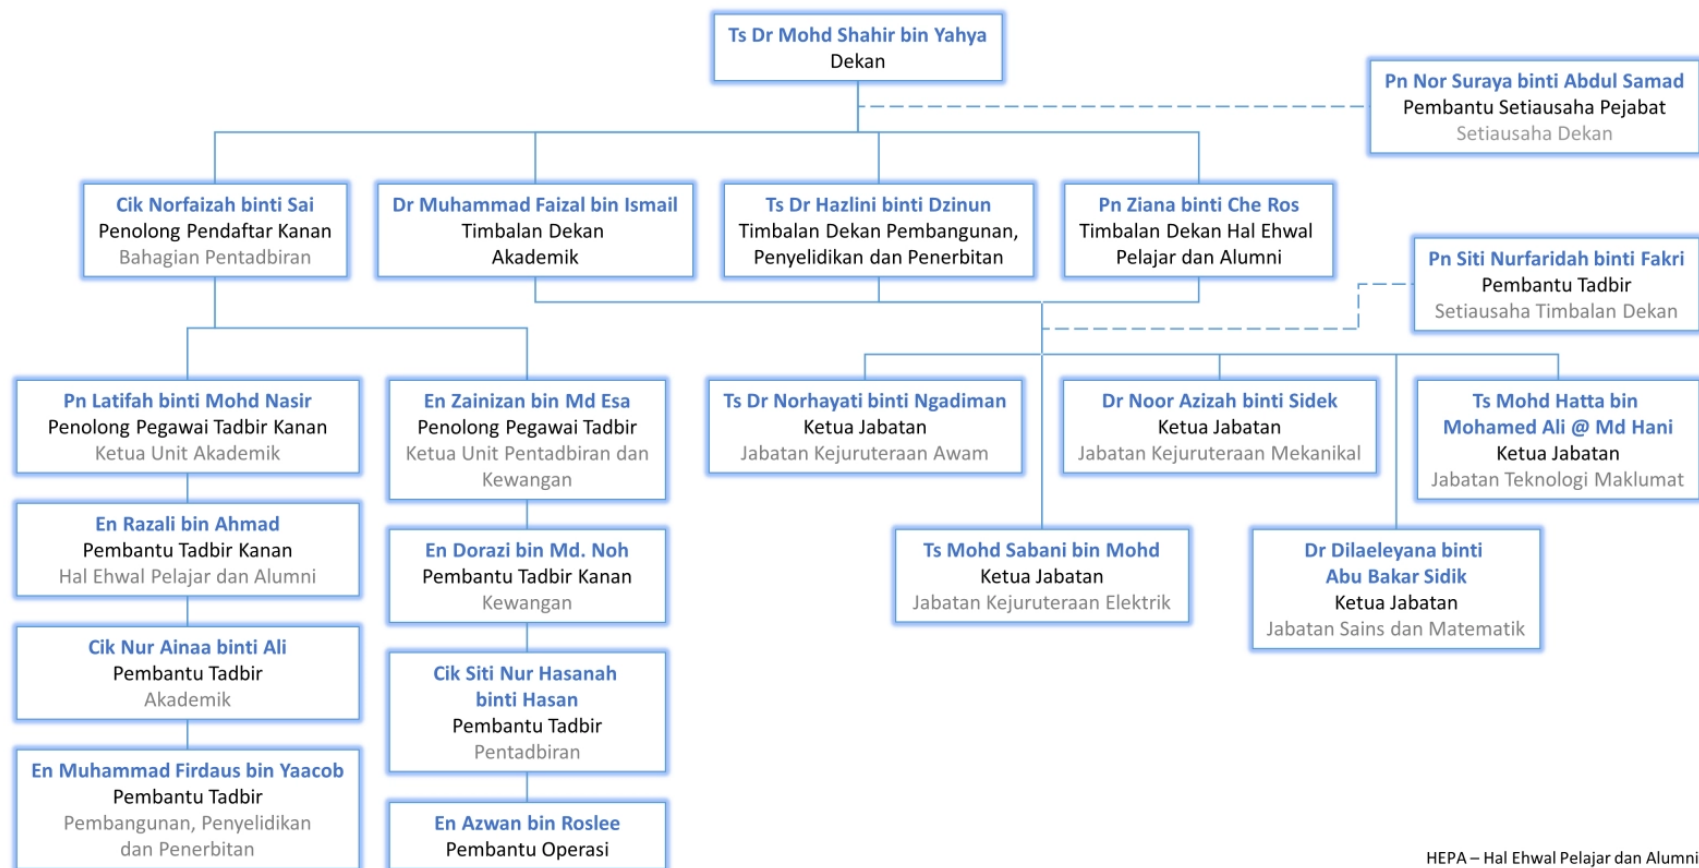 Ts Dr Mohd Shahir bin Yahya
Dekan
Pn Nor Suraya binti Abdul Samad
Pembantu Setiausaha Pejabat
Setiausaha Dekan
Cik Norfaizah binti Sai
Penolong Pendaftar Kanan
Bahagian Pentadbiran
Dr Muhammad Faizal bin Ismail
Timbalan Dekan
Akademik
Ts Dr Hazlini binti Dzinun
Timbalan Dekan Pembangunan,
Penyelidikan dan Penerbitan
Pn Ziana binti Che Ros
Timbalan Dekan Hal Ehwal
Pelajar dan Alumni
Pn Siti Nurfaridah binti Fakri
Pembantu Tadbir
Setiausaha Timbalan Dekan
Pn Latifah binti Mohd Nasir
Penolong Pegawai Tadbir Kanan
Ketua Unit Akademik
En Zainizan bin Md Esa
Penolong Pegawai Tadbir
Ketua Unit Pentadbiran dan
Kewangan
Ts Dr Norhayati binti Ngadiman
Ketua Jabatan
Jabatan Kejuruteraan Awam
Dr Noor Azizah binti Sidek
Ketua Jabatan
Jabatan Kejuruteraan Mekanikal
Ts Mohd Hatta bin
Mohamed Ali @ Md Hani
Ketua Jabatan
Jabatan Teknologi Maklumat
En Razali bin Ahmad
Pembantu Tadbir Kanan
Hal Ehwal Pelajar dan Alumni
En Dorazi bin Md. Noh
Pembantu Tadbir Kanan
Kewangan
Ts Mohd Sabani bin Mohd
Ketua Jabatan
Jabatan Kejuruteraan Elektrik
Dr Dilaeleyana binti
Abu Bakar Sidik
Ketua Jabatan
Jabatan Sains dan Matematik
Cik Nur Ainaa binti Ali
Pembantu Tadbir
Akademik
Cik Siti Nur Hasanah
binti Hasan
Pembantu Tadbir
Pentadbiran
En Muhammad Firdaus bin Yaacob
Pembantu Tadbir
Pembangunan, Penyelidikan
dan Penerbitan
En Azwan bin Roslee
Pembantu Operasi
HEPA – Hal Ehwal Pelajar dan Alumni